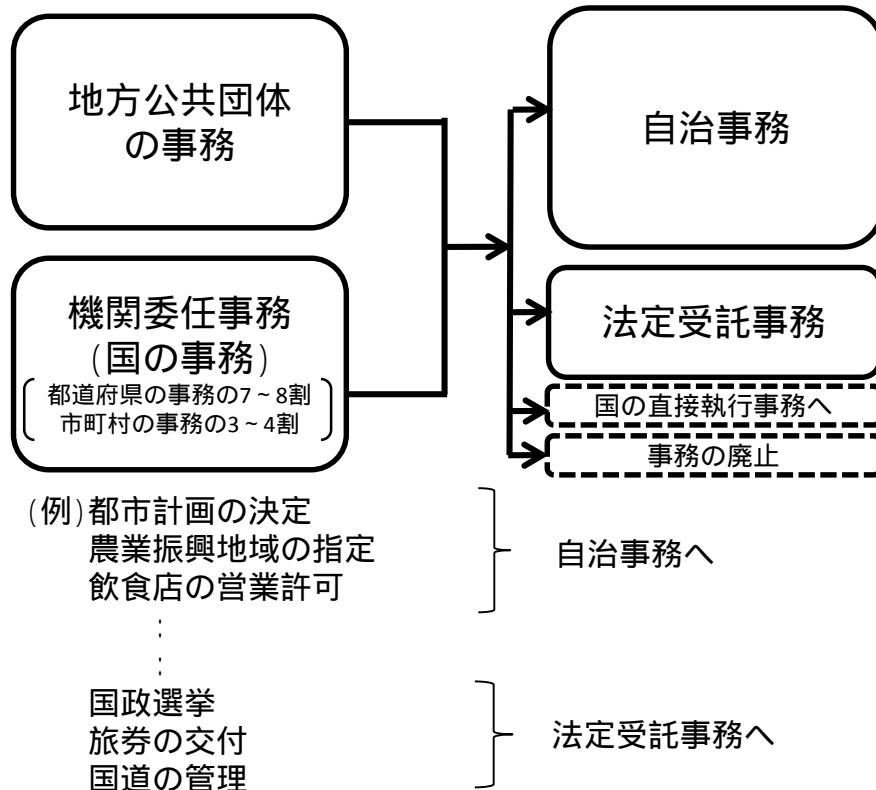 地方公共団体
の事務
機関委任事務
(国の事務)
都道府県の事務の7~8割
市町村の事務の3~4割
自治事務
法定受託事務
国の直接執行事務へ
事務の廃止
(例)都市計画の決定
農業振興地域の指定
飲食店の営業許可
自治事務へ
国政選挙
旅券の交付
国道の管理
法定受託事務へ